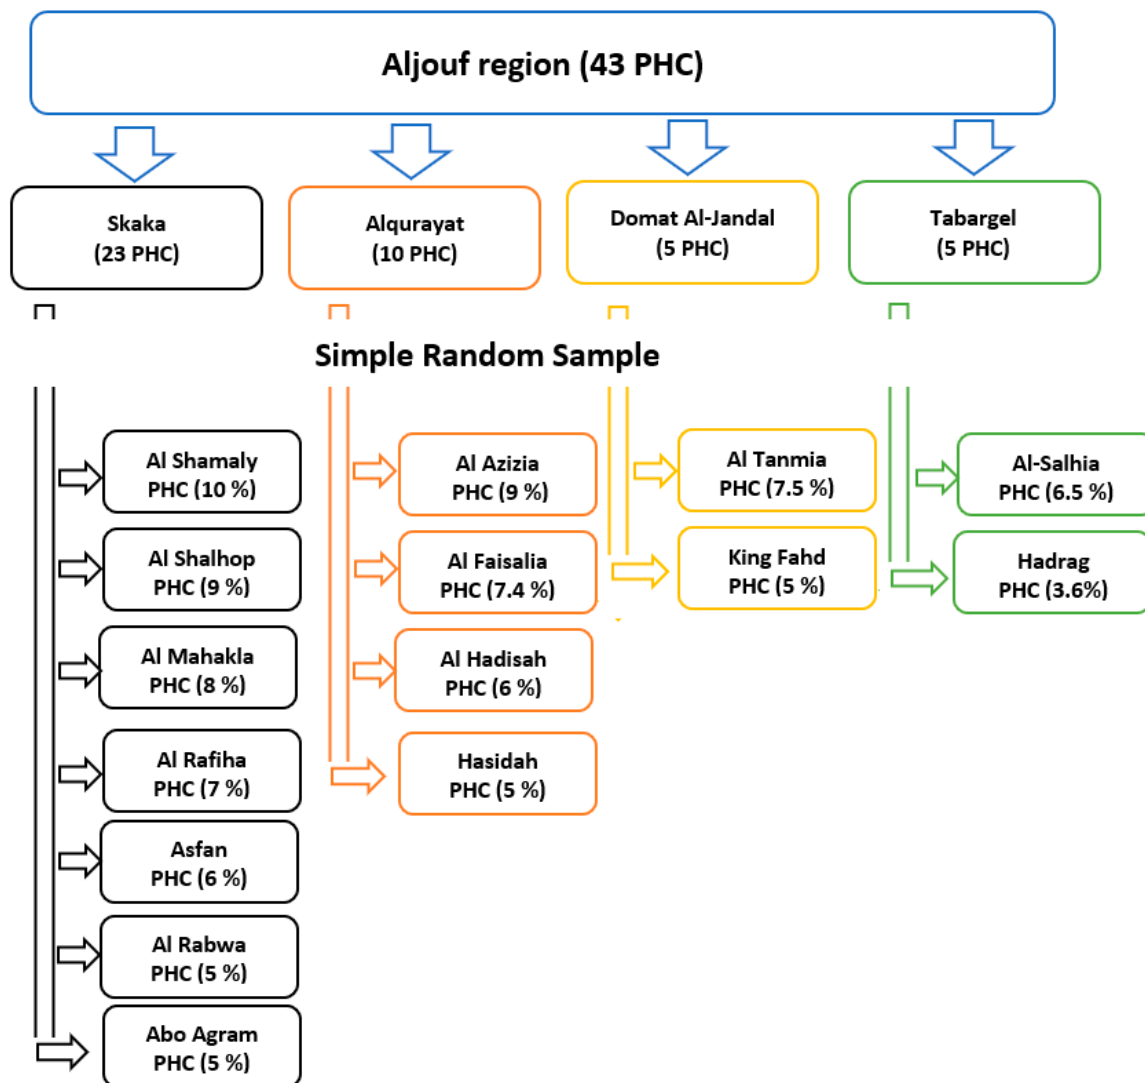 Aljouf region (43 PHC)
Skaka
(23 PHC)
Alqurayat
(10 PHC)
Domat Al-Jandal
(5 PHC)
Tabargel
(5 PHC)
Simple Random Sample
Al Shamaly
PHC (10 %)
Al Shalhop
PHC (9 %)
Al Mahakla
PHC (8 %)
Al Rafiha
PHC (7 %)
Asfan
PHC (6 %)
Al Rabwa
PHC (5 %)
Abo Agram
PHC (5 %)
Al Azizia
PHC (9 %)
Al Faisalia
PHC (7.4 %)
Al Hadisah
PHC (6 %)
Hasidah
PHC (5 %)
Al Tanmia
PHC (7.5 %)
King Fahd
PHC (5 %)
Al-Salhia
PHC (6.5 %)
Hadrag
PHC (3.6%)